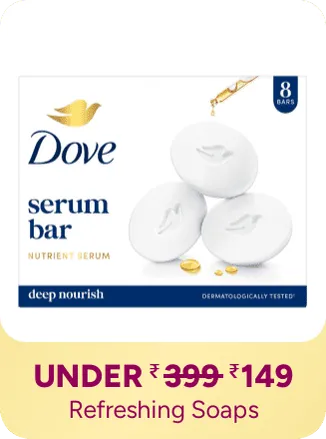 8
BARS
Dove
serum
bar
NUTRIENT SERUM
deep nourish
DERMATOLOGICALLY TESTED†
UNDER ₹399 ₹149
Refreshing Soaps